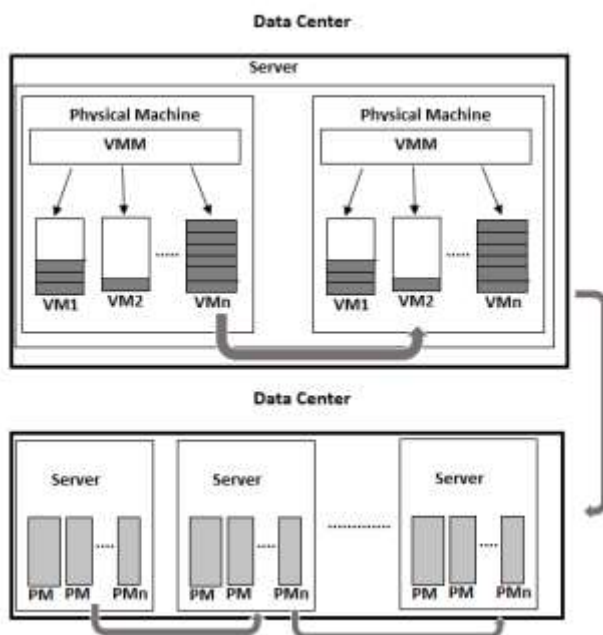 Data Center
Server
Physical Machine Physical Machine
VMM VMM
..... .....
VM1 VM2 VMn VM1 VM2 VMn
Data Center
Server Server Server
..... ..... ............... .....
PM PM PMn PM PM PMn PM PM PMn